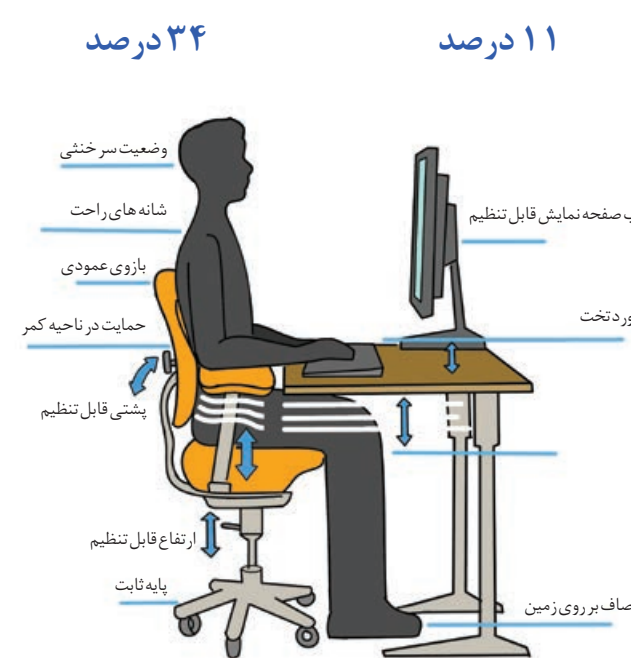 ۱۱ درصد
۳۴ درصد
وضعیت سر خنثی
شانه های راحت
بازوی عمودی
حمایت در ناحیه کمر
پشتی قابل تنظیم
ارتفاع قابل تنظیم
پایه ثابت
صفحه نمایش قابل تنظیم
تخت
بر روی زمین